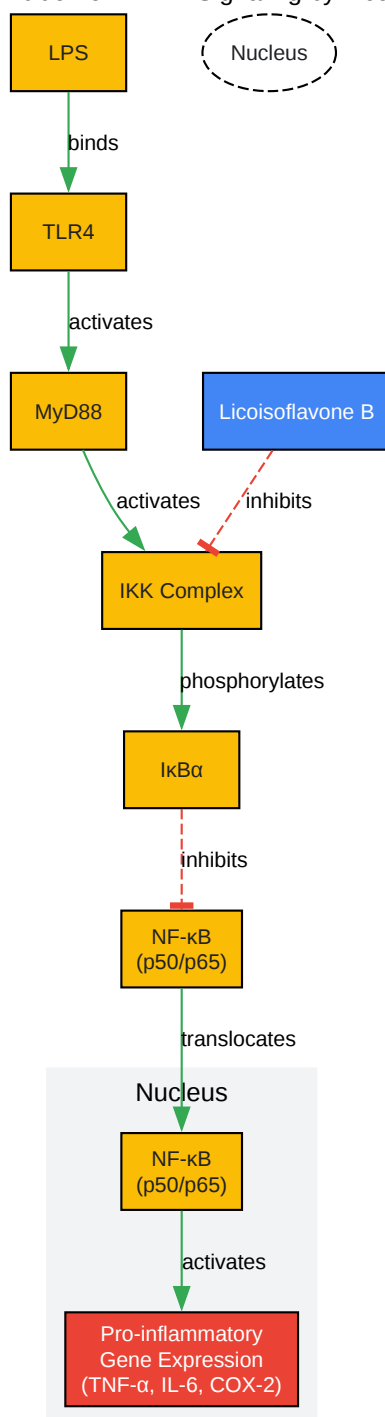 LPS
Nucleus
binds
TLR4
activates
MyD88
Licoisoflavone B
activates
inhibits
IKK Complex
phosphorylates
IκBα
inhibits
NF-κB
(p50/p65)
translocates
Nucleus
NF-κB
(p50/p65)
activates
Pro-inflammatory
Gene Expression
(TNF-α, IL-6, COX-2)